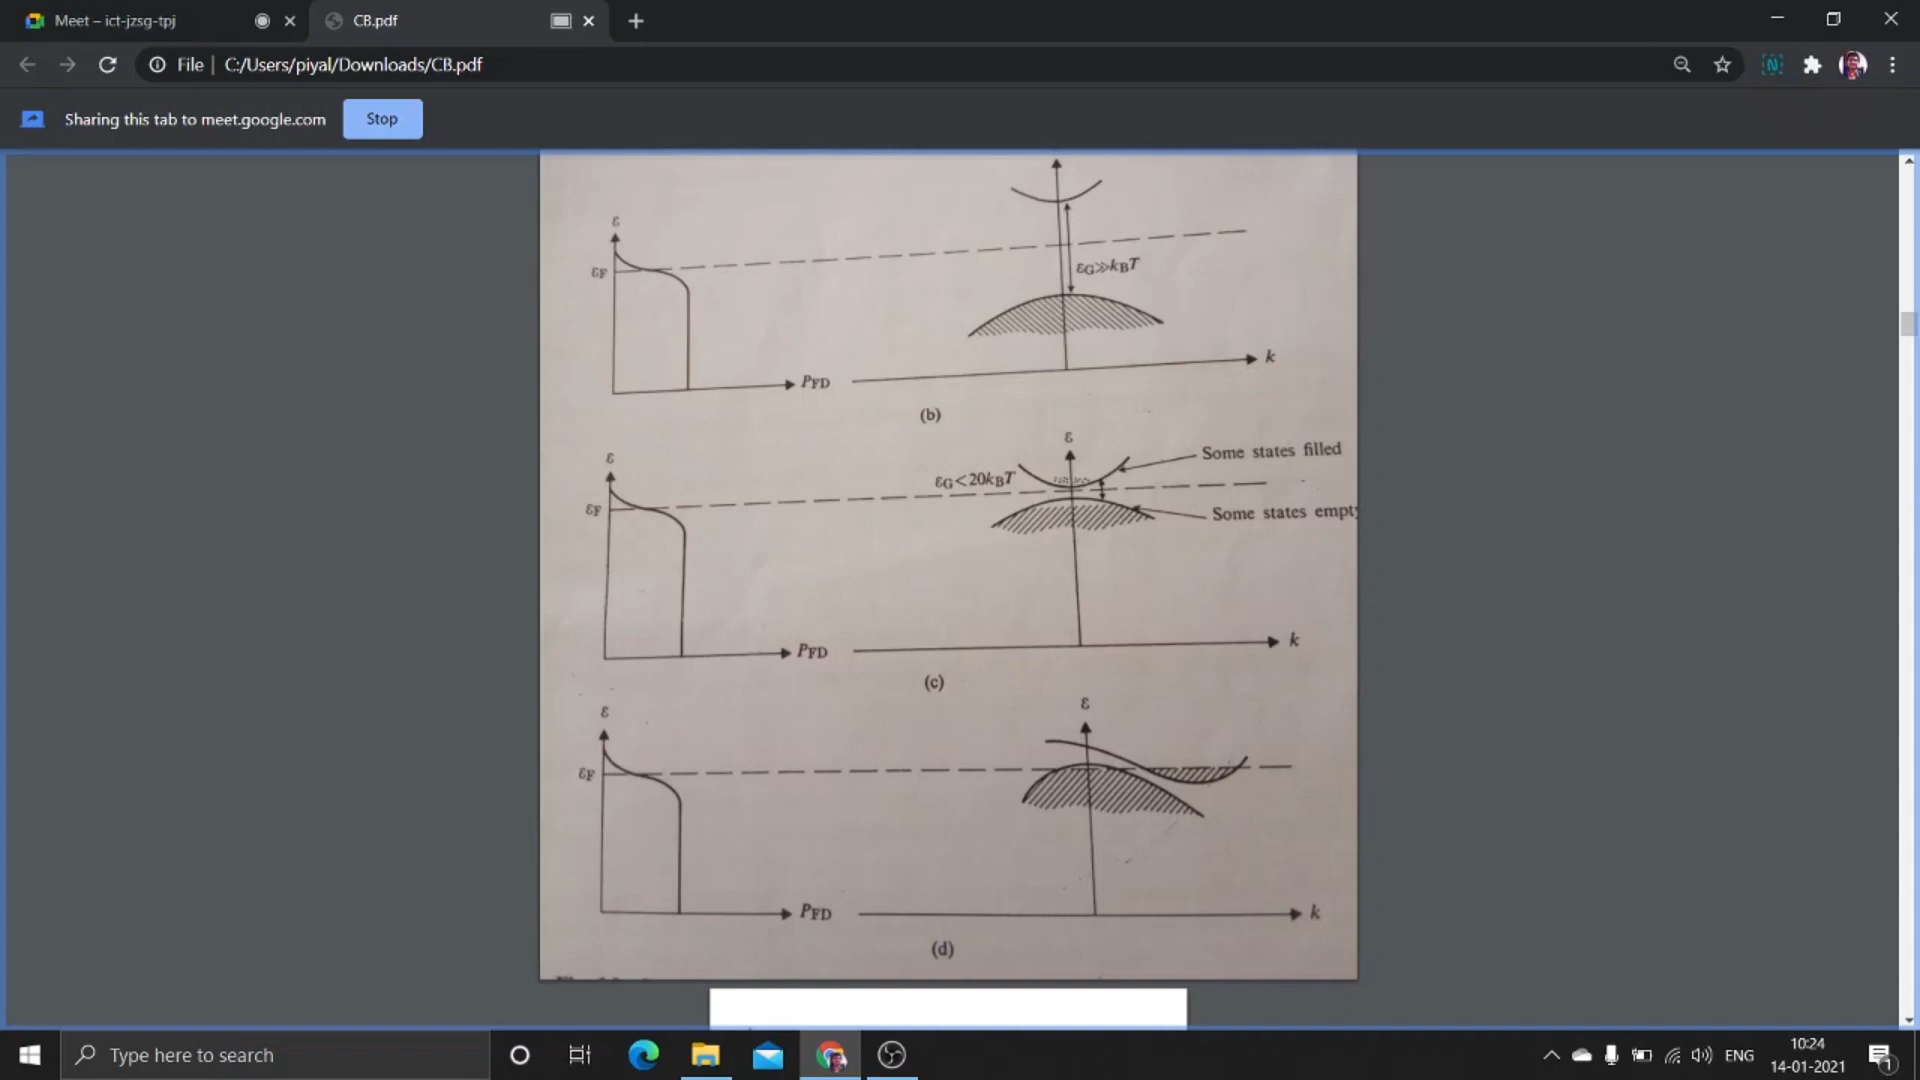 Meet – ict-jzsg-tpj
CB.pdf
File
C:/Users/piyal/Downloads/CB.pdf
Sharing this tab to meet.google.com
Stop
ε
εF
εG≫kBT
k
PFD
(b)
ε
ε
Some states filled
εG<20kBT
εF
Some states empty
k
PFD
(c)
ε
ε
εF
PFD
k
(d)
Type here to search
ENG
10:24
14-01-2021
1